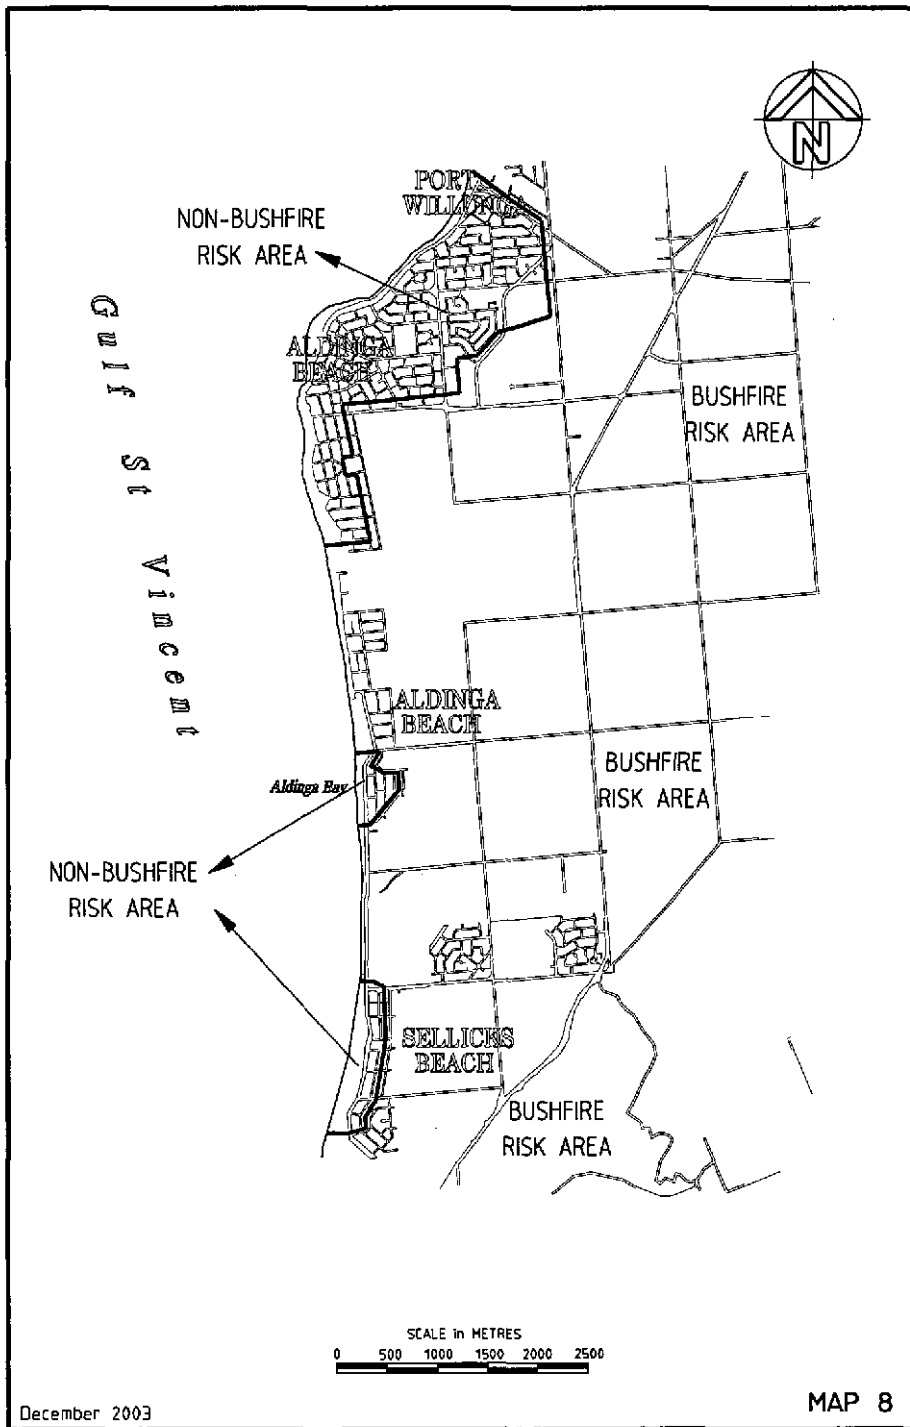 N
PORT
WILLUNGA
NON-BUSHFIRE
RISK AREA
Gulf St Vincent
ALDINGA
BEACH
BUSHFIRE
RISK AREA
ALDINGA
BEACH
BUSHFIRE
RISK AREA
Aldinga Bay
NON-BUSHFIRE
RISK AREA
SELLICKS
BEACH
BUSHFIRE
RISK AREA
SCALE in METRES
0 500 1000 1500 2000 2500
December 2003
MAP 8